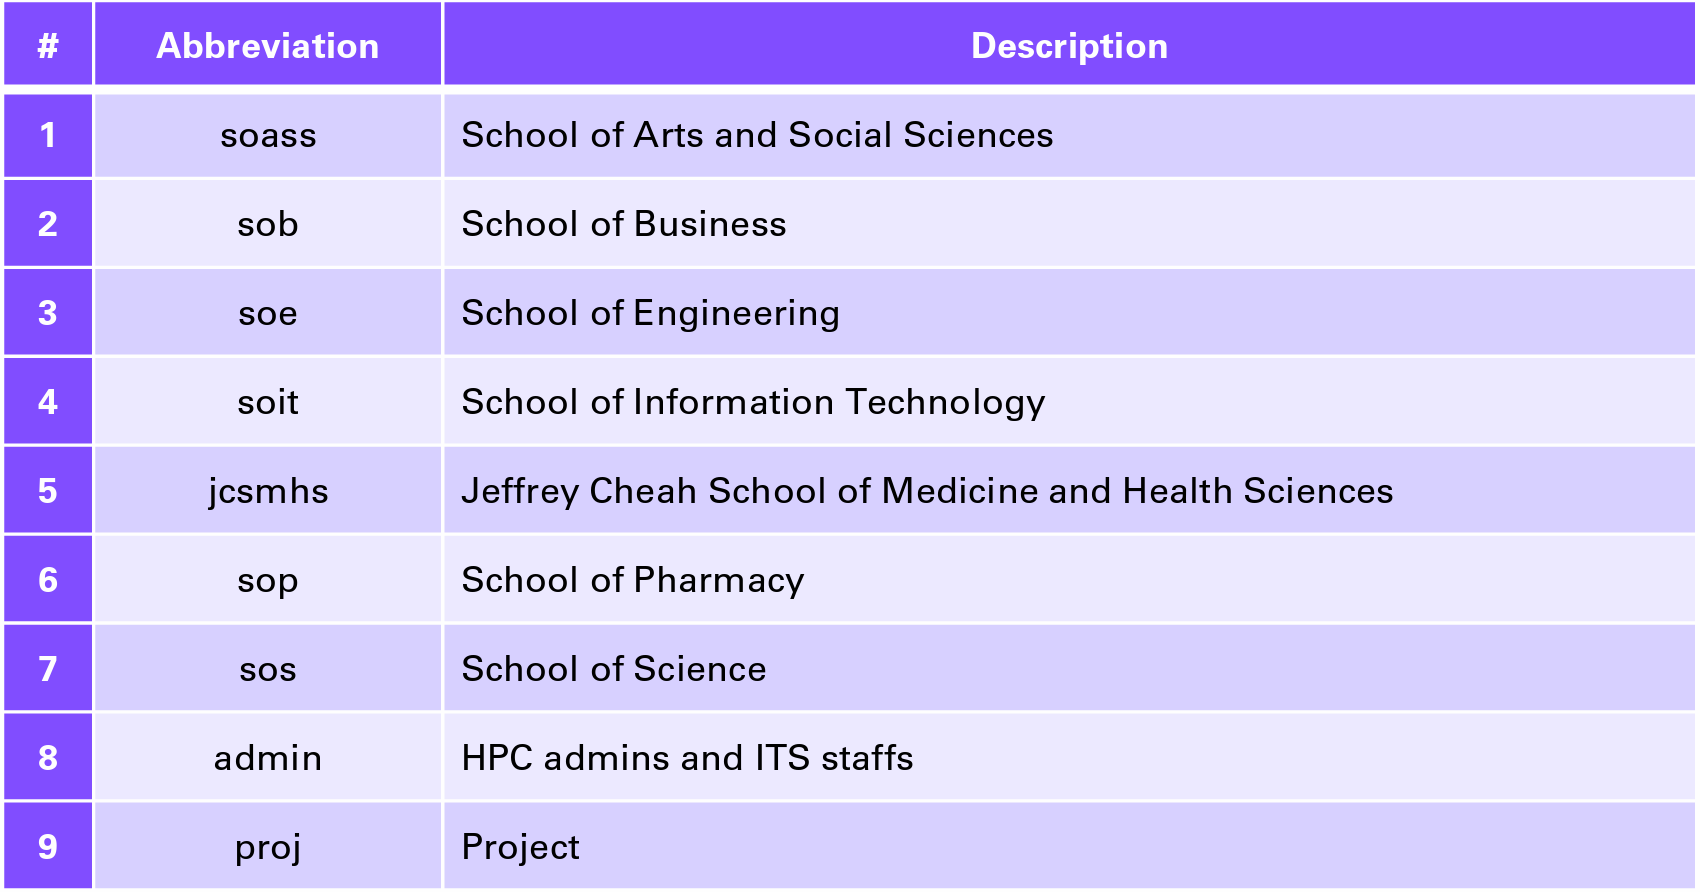 # Abbreviation Description
1 soass School of Arts and Social Sciences
2 sob School of Business
3 soe School of Engineering
4 soit School of Information Technology
5 jcsmhs Jeffrey Cheah School of Medicine and Health Sciences
6 sop School of Pharmacy
7 sos School of Science
8 admin HPC admins and ITS staffs
9 proj Project